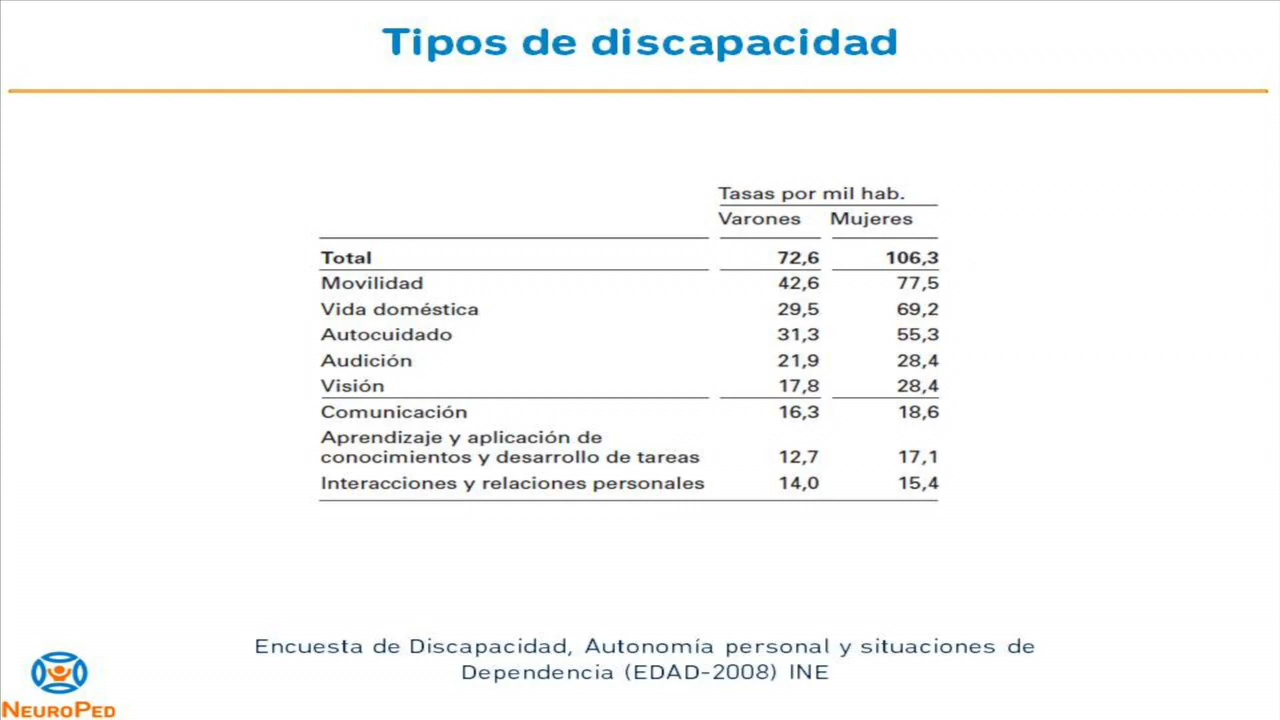 Tipos de discapacidad
Tasas por mil hab.
Varones Mujeres
Total 72,6 106,3
Movilidad 42,6 77,5
Vida doméstica 29,5 69,2
Autocuidado 31,3 55,3
Audición 21,9 28,4
Visión 17,8 28,4
Comunicación 16,3 18,6
Aprendizaje y aplicación de
conocimientos y desarrollo de tareas 12,7 17,1
Interacciones y relaciones personales 14,0 15,4
Encuesta de Discapacidad, Autonomía personal y situaciones de
Dependencia (EDAD-2008) INE
NEUROPED